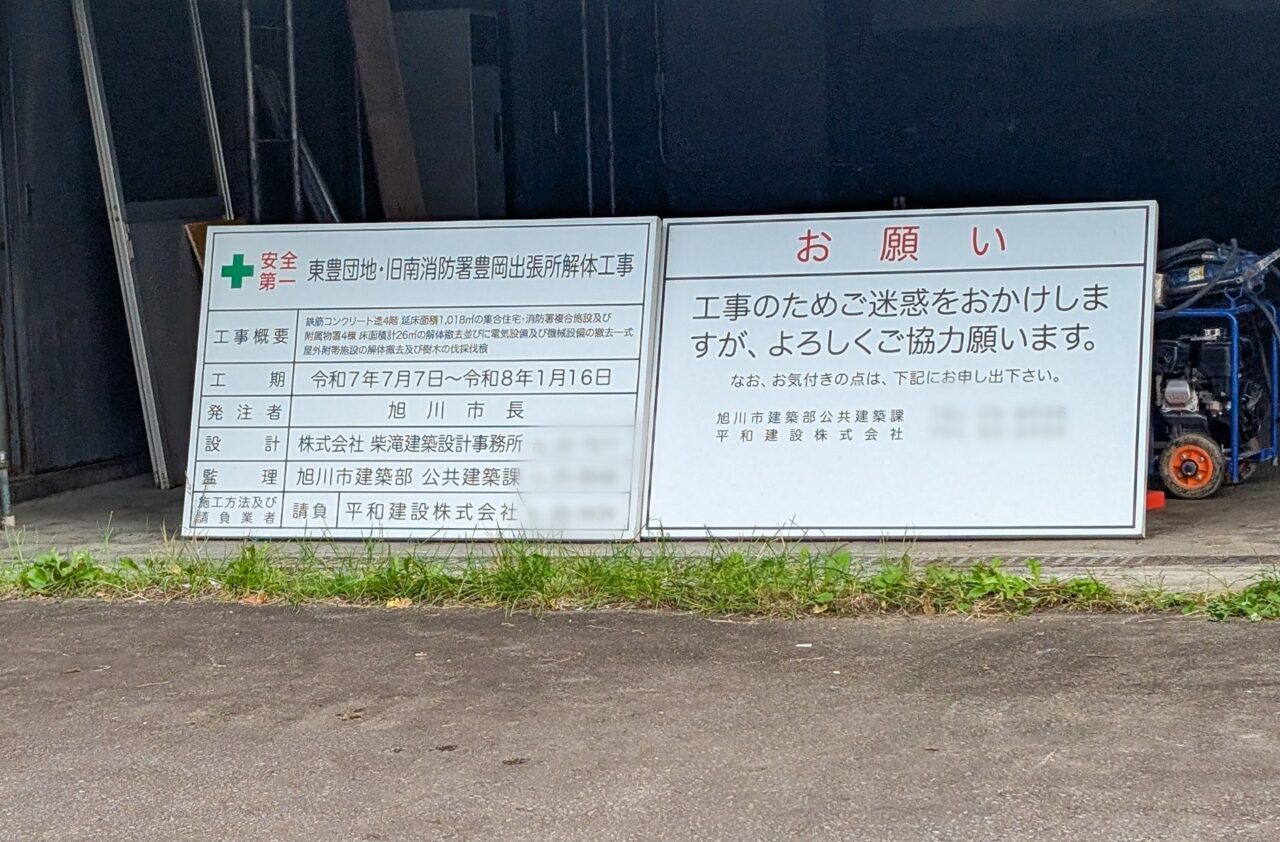 安全
第一
東豊団地・旧南消防署豊岡出張所解体工事
工事概要
鉄筋コンクリート造4階 延床面積1,018㎡の集合住宅・消防署複合施設及び
附属物置4棟 床面積計26㎡の解体撤去並びに電気設備及び機械設備の撤去一式
屋外附帯施設の解体撤去及び樹木の伐採伐根
工期 令和7年7月7日～令和8年1月16日
発注者 旭川市長
設計 株式会社 柴滝建築設計事務所
監理 旭川市建築部 公共建築課
施工方法及び
請負業者
請負 平和建設株式会社
お願い
工事のためご迷惑をおかけしま
すが、よろしくご協力願います。
なお、お気付きの点は、下記にお申し出下さい。
旭川市建築部公共建築課
平和建設株式会社